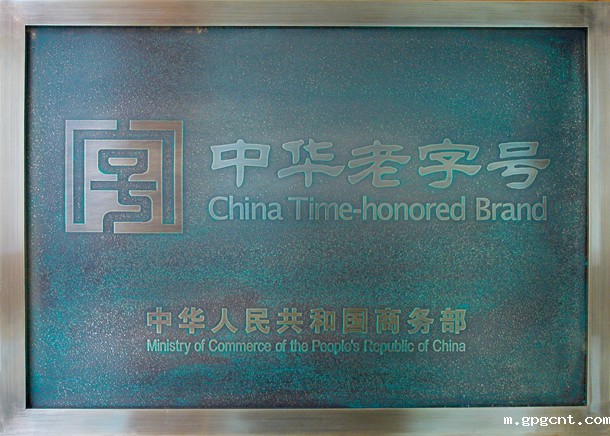 中华老字号
China Time-honored Brand
中华人民共和国商务部
Ministry of Commerce of the People's Republic of China
m.gpgcnt.com